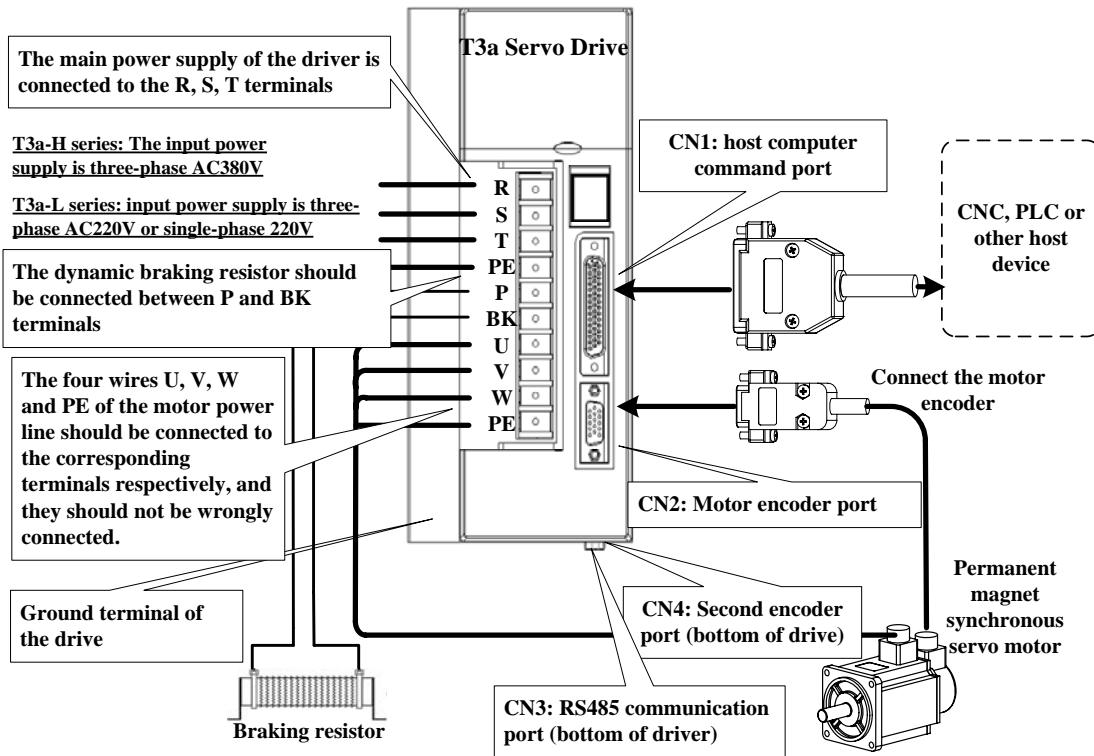 T3a Servo Drive
The main power supply of the driver is
connected to the R, S, T terminals
T3a-H series: The input power
supply is three-phase AC380V
T3a-L series: input power supply is three-
phase AC220V or single-phase 220V
The dynamic braking resistor should
be connected between P and BK
terminals
The four wires U, V, W
and PE of the motor power
line should be connected to
the corresponding
terminals respectively, and
they should not be wrongly
connected.
Ground terminal of
the drive
Braking resistor
R
S
T
PE
P
BK
U
V
W
PE
CN1: host computer
command port
CNC, PLC or
other host
device
Connect the motor
encoder
CN2: Motor encoder port
CN4: Second encoder
port (bottom of drive)
CN3: RS485 communication
port (bottom of driver)
Permanent
magnet
synchronous
servo motor